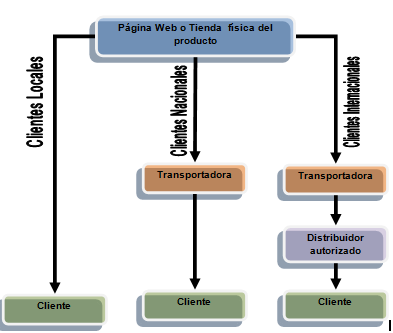 Página Web o Tienda física del
producto
Clientes Locales
Clientes Nacionales
Clientes Internacionales
Transportadora
Transportadora
Distribuidor
autorizado
Cliente
Cliente
Cliente